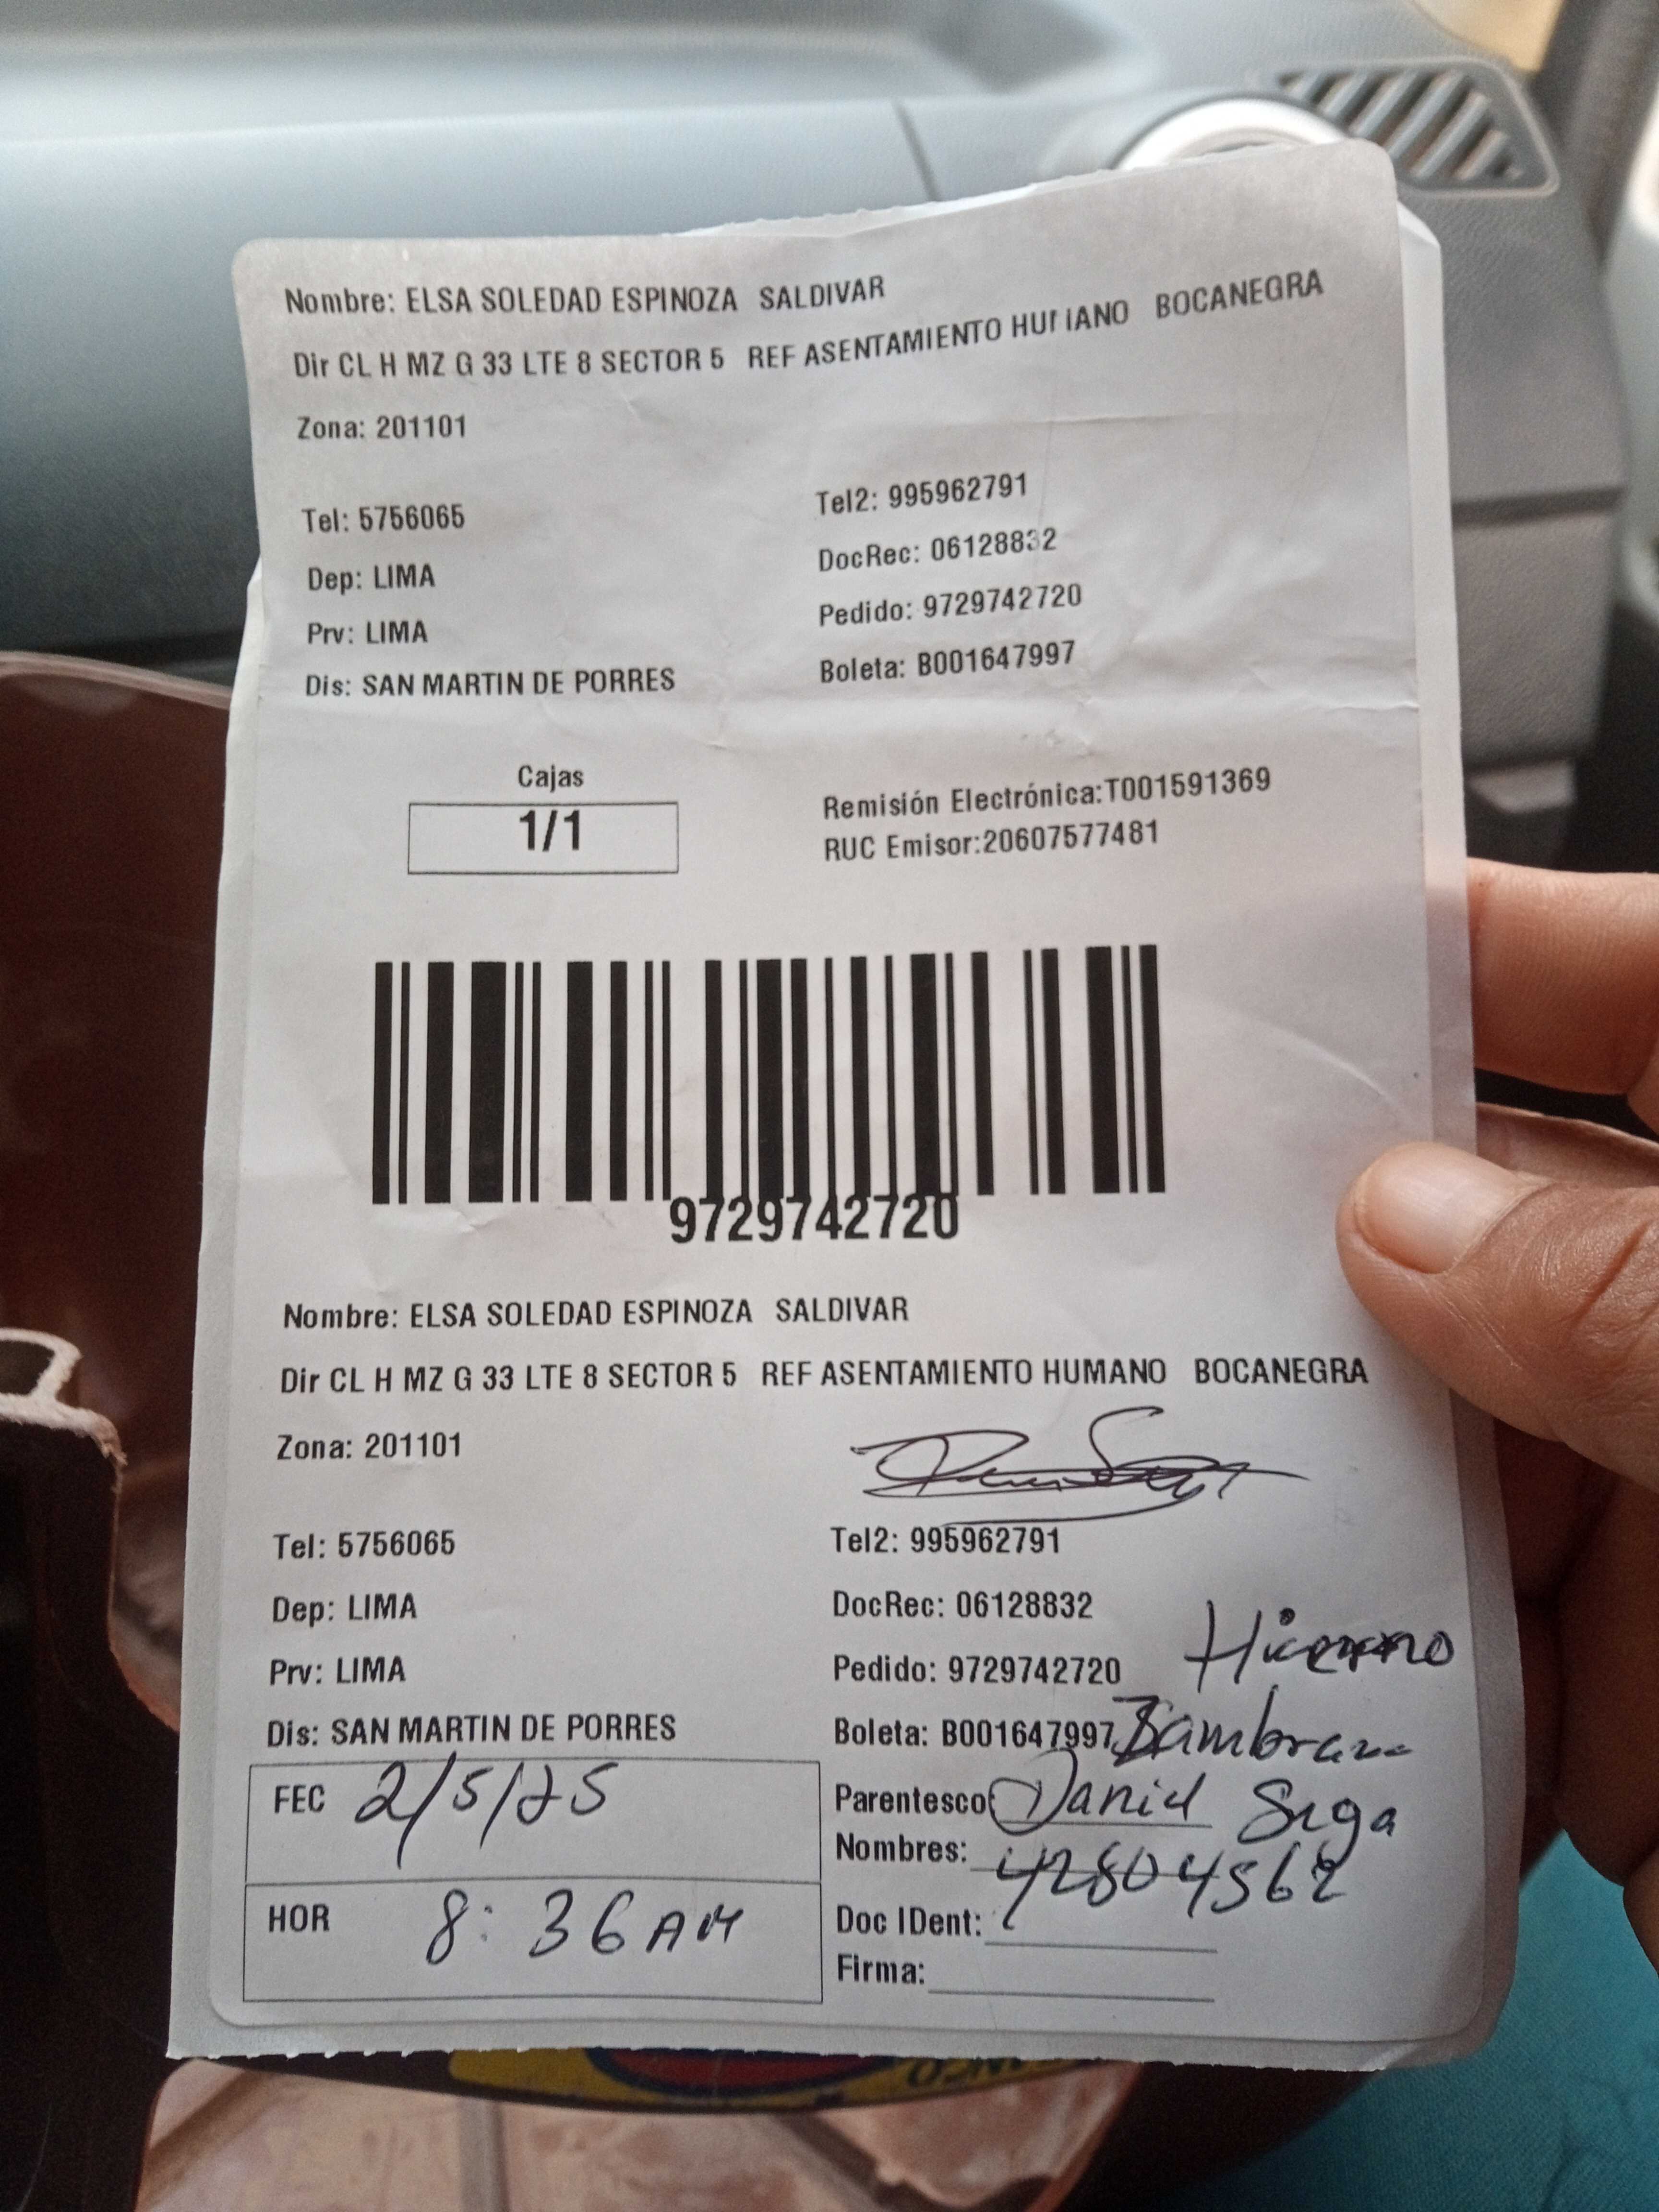 Nombre: ELSA SOLEDAD ESPINOZA SALDIVAR
Dir CL H MZ G 33 LTE 8 SECTOR 5 REF ASENTAMIENTO HUMANO BOCANEGRA
Zona: 201101
Tel: 5756065 Tel2: 995962791
DocRec: 06128832
Dep: LIMA
Pedido: 9729742720
Prv: LIMA
Boleta: B001647997
Dis: SAN MARTIN DE PORRES
Cajas
1/1
Remisión Electrónica:T001591369
RUC Emisor:20607577481
9729742720
Nombre: ELSA SOLEDAD ESPINOZA SALDIVAR
Dir CL H MZ G 33 LTE 8 SECTOR 5 REF ASENTAMIENTO HUMANO BOCANEGRA
Zona: 201101
Tel: 5756065 Tel2: 995962791
Dep: LIMA DocRec: 06128832
Prv: LIMA Pedido: 9729742720
Dis: SAN MARTIN DE PORRES Boleta: B001647997 Zambrano
FEC 2/5/25
Parentesco: Daniel
Nombres:
HOR 8:36 AM
Doc IDent: 42804562
Firma: